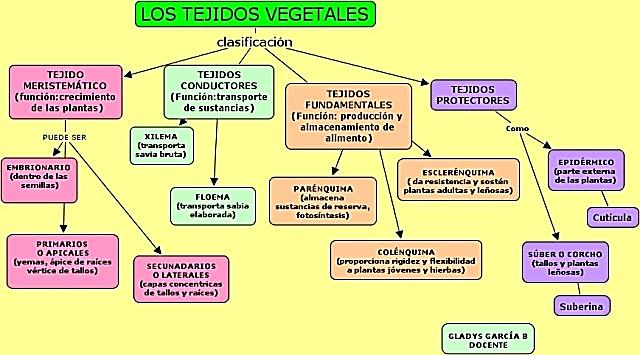 LOS TEJIDOS VEGETALES
clasificación
TEJIDO
MERISTEMÁTICO
(función:crecimiento
de las plantas)
TEJIDOS
CONDUCTORES
(Función:transporte
de sustancias)
TEJIDOS
FUNDAMENTALES
(Función: producción y
almacenamiento de
alimento)
TEJIDOS
PROTECTORES
PUEDE SER
Como
XILEMA
(transporta
savia bruta)
FLOEMA
(transporta sabia
elaborada)
EMBRIONARIO
(dentro de las
semillas)
PRIMARIOS
O APICALES
(yemas, ápice de raíces
vértice de tallos)
SECUNADARIOS
O LATERALES
(capas concentricas
de tallos y raíces)
PARÉNQUIMA
(almacena
sustancias de reserva,
fotosíntesis)
ESCLERÉNQUIMA
( da resistencia y sostén
plantas adultas y leñosas)
COLÉNQUIMA
(proporciona rigidez y flexibilidad
a plantas jóvenes y hierbas)
EPIDÉRMICO
(parte externa
de las plantas)
Cutícula
SÚBER O CORCHO
(tallos y plantas
leñosas)
Suberina
GLADYS GARCÍA B
DOCENTE